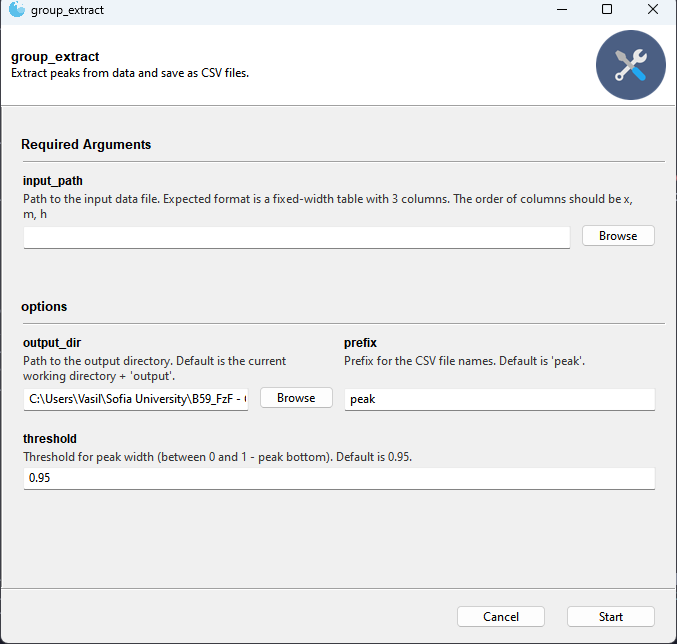 group_extract
group_extract
Extract peaks from data and save as CSV files.
Required Arguments
input_path
Path to the input data file. Expected format is a fixed-width table with 3 columns. The order of columns should be x,
m, h
Browse
options
output_dir
Path to the output directory. Default is the current
working directory + 'output'.
C:\Users\Vasil\Sofia University\B59_FzF -
Browse
prefix
Prefix for the CSV file names. Default is 'peak'.
peak
threshold
Threshold for peak width (between 0 and 1 - peak bottom). Default is 0.95.
0.95
Cancel
Start